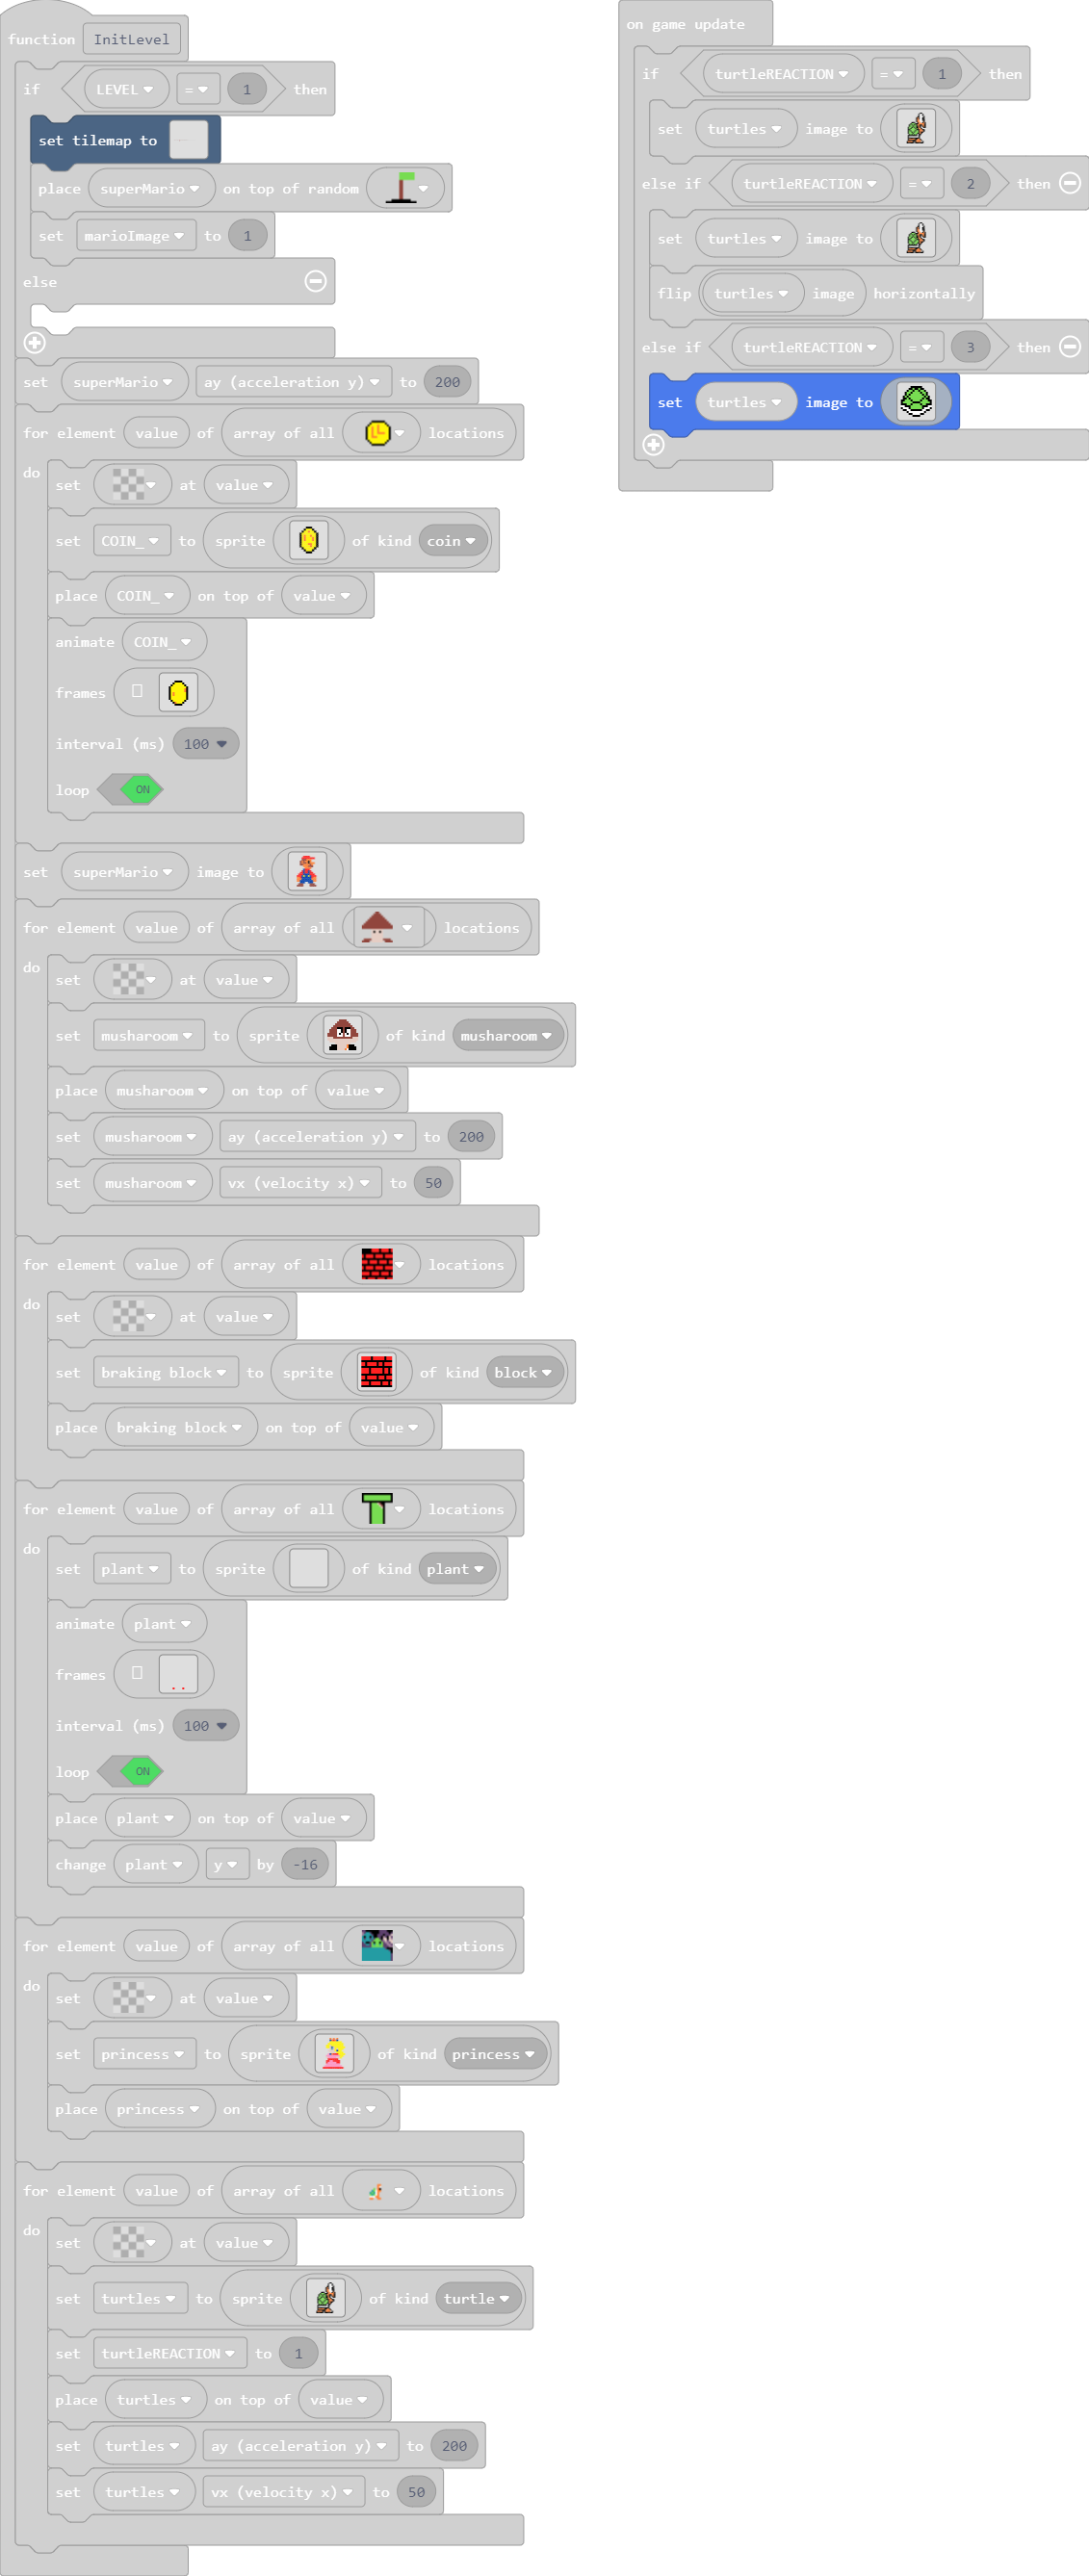 function InitLevel
if LEVEL = 1 then
set tilemap to
place superMario on top of random
set marioImage to 1
else
set superMario ay (acceleration y) to 200
for element value of array of all locations
do set at value
set COIN_ to sprite of kind coin
place COIN_ on top of value
animate COIN_
frames
interval (ms) 100
loop ON
set superMario image to
for element value of array of all locations
do set at value
set musharoom to sprite of kind musharoom
place musharoom on top of value
set musharoom ay (acceleration y) to 200
set musharoom vx (velocity x) to 50
for element value of array of all locations
do set at value
set braking block to sprite of kind block
place braking block on top of value
for element value of array of all locations
do set plant to sprite of kind plant
animate plant
frames
interval (ms) 100
loop ON
place plant on top of value
change plant y by -16
for element value of array of all locations
do set at value
set princess to sprite of kind princess
place princess on top of value
for element value of array of all locations
do set at value
set turtles to sprite of kind turtle
set turtleREACTION to 1
place turtles on top of value
set turtles ay (acceleration y) to 200
set turtles vx (velocity x) to 50
on game update
if turtleREACTION = 1 then
set turtles image to
else if turtleREACTION = 2 then
set turtles image to
flip turtles image horizontally
else if turtleREACTION = 3 then
set turtles image to